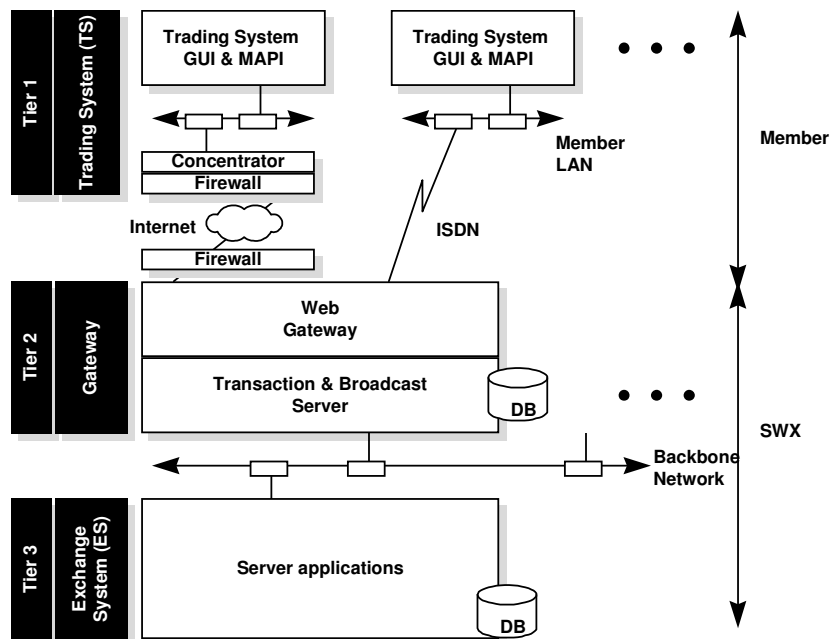 Tier 1
Trading System (TS)
Trading System
GUI & MAPI
Trading System
GUI & MAPI
Member
LAN
Member
Concentrator
Firewall
Internet
ISDN
Firewall
Tier 2
Gateway
Web
Gateway
Transaction & Broadcast
Server
DB
SWX
Backbone
Network
Tier 3
Exchange
System (ES)
Server applications
DB